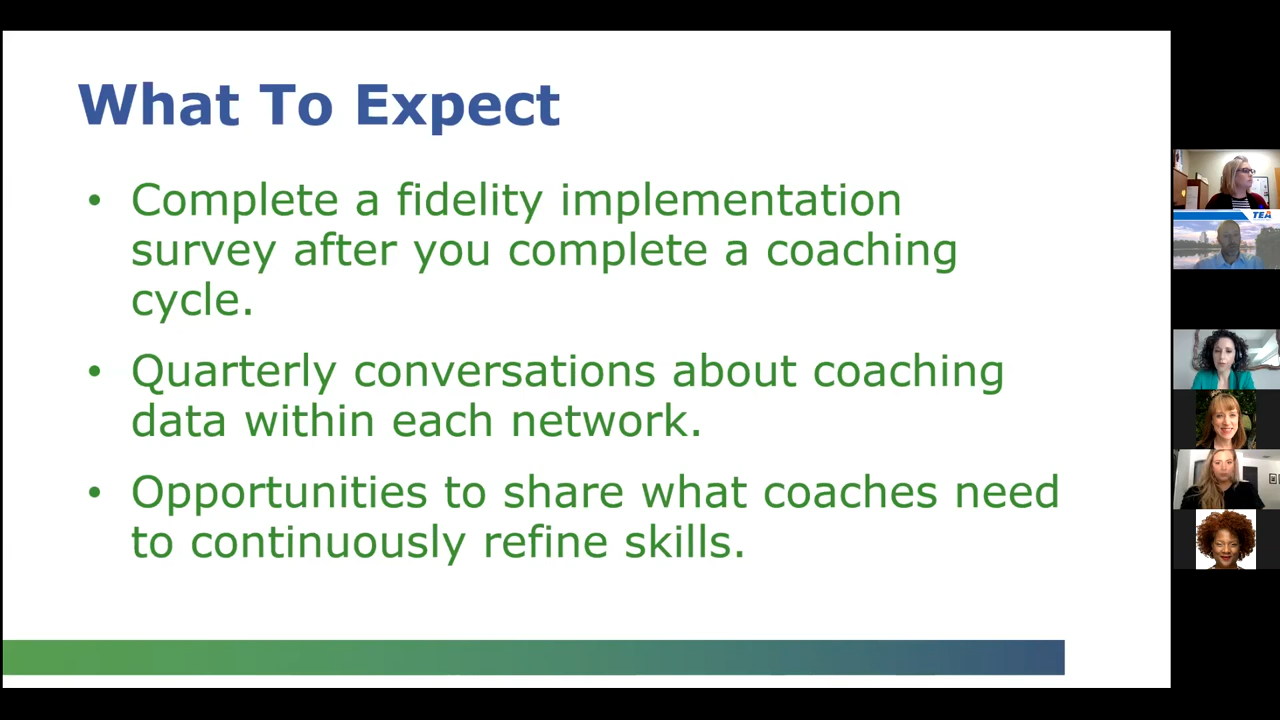 What To Expect
• Complete a fidelity implementation
survey after you complete a coaching
cycle.
• Quarterly conversations about coaching
data within each network.
• Opportunities to share what coaches need
to continuously refine skills.
TEA